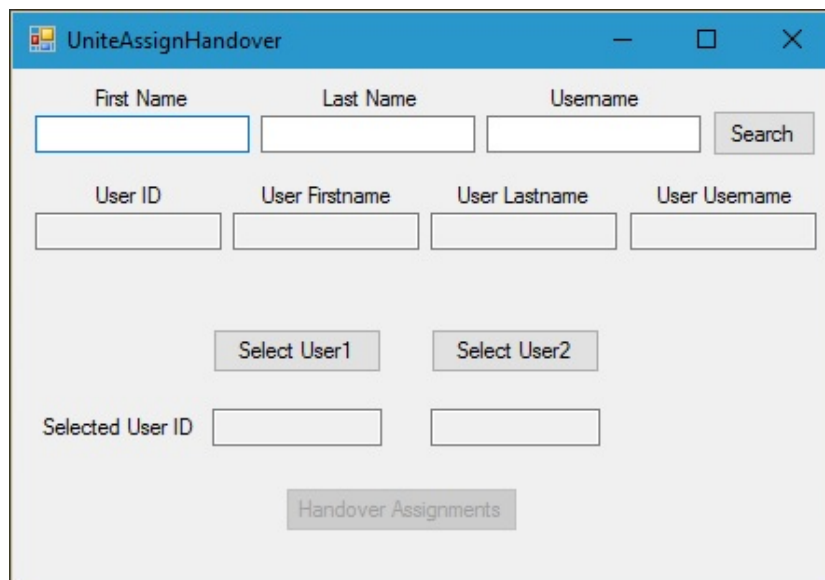 UniteAssignHandover
First Name Last Name Username
Search
User ID User Firstname User Lastname User Username
Select User1 Select User2
Selected User ID
Handover Assignments